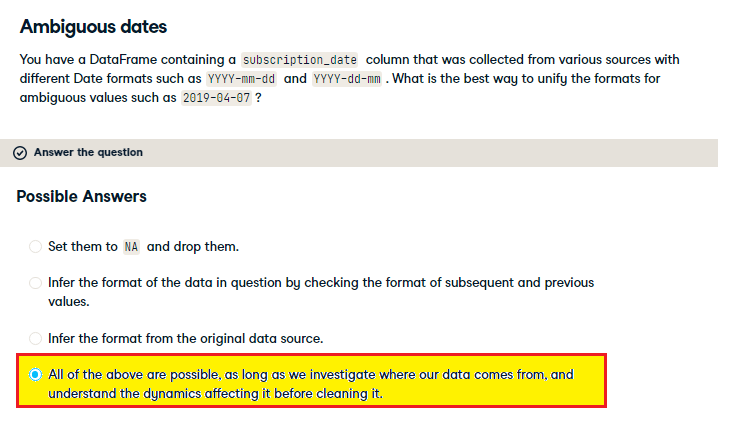 Ambiguous dates
You have a DataFrame containing a subscription_date column that was collected from various sources with
different Date formats such as YYYY-mm-dd and YYYY-dd-mm . What is the best way to unify the formats for
ambiguous values such as 2019-04-07 ?
Answer the question
Possible Answers
Set them to NA and drop them.
Infer the format of the data in question by checking the format of subsequent and previous
values.
Infer the format from the original data source.
All of the above are possible, as long as we investigate where our data comes from, and
understand the dynamics affecting it before cleaning it.